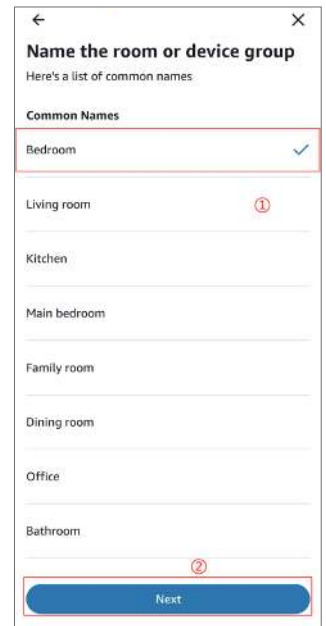 Name the room or device group
Here's a list of common names
Common Names
Bedroom
Living room
①
Kitchen
Main bedroom
Family room
Dining room
Office
Bathroom
②
Next